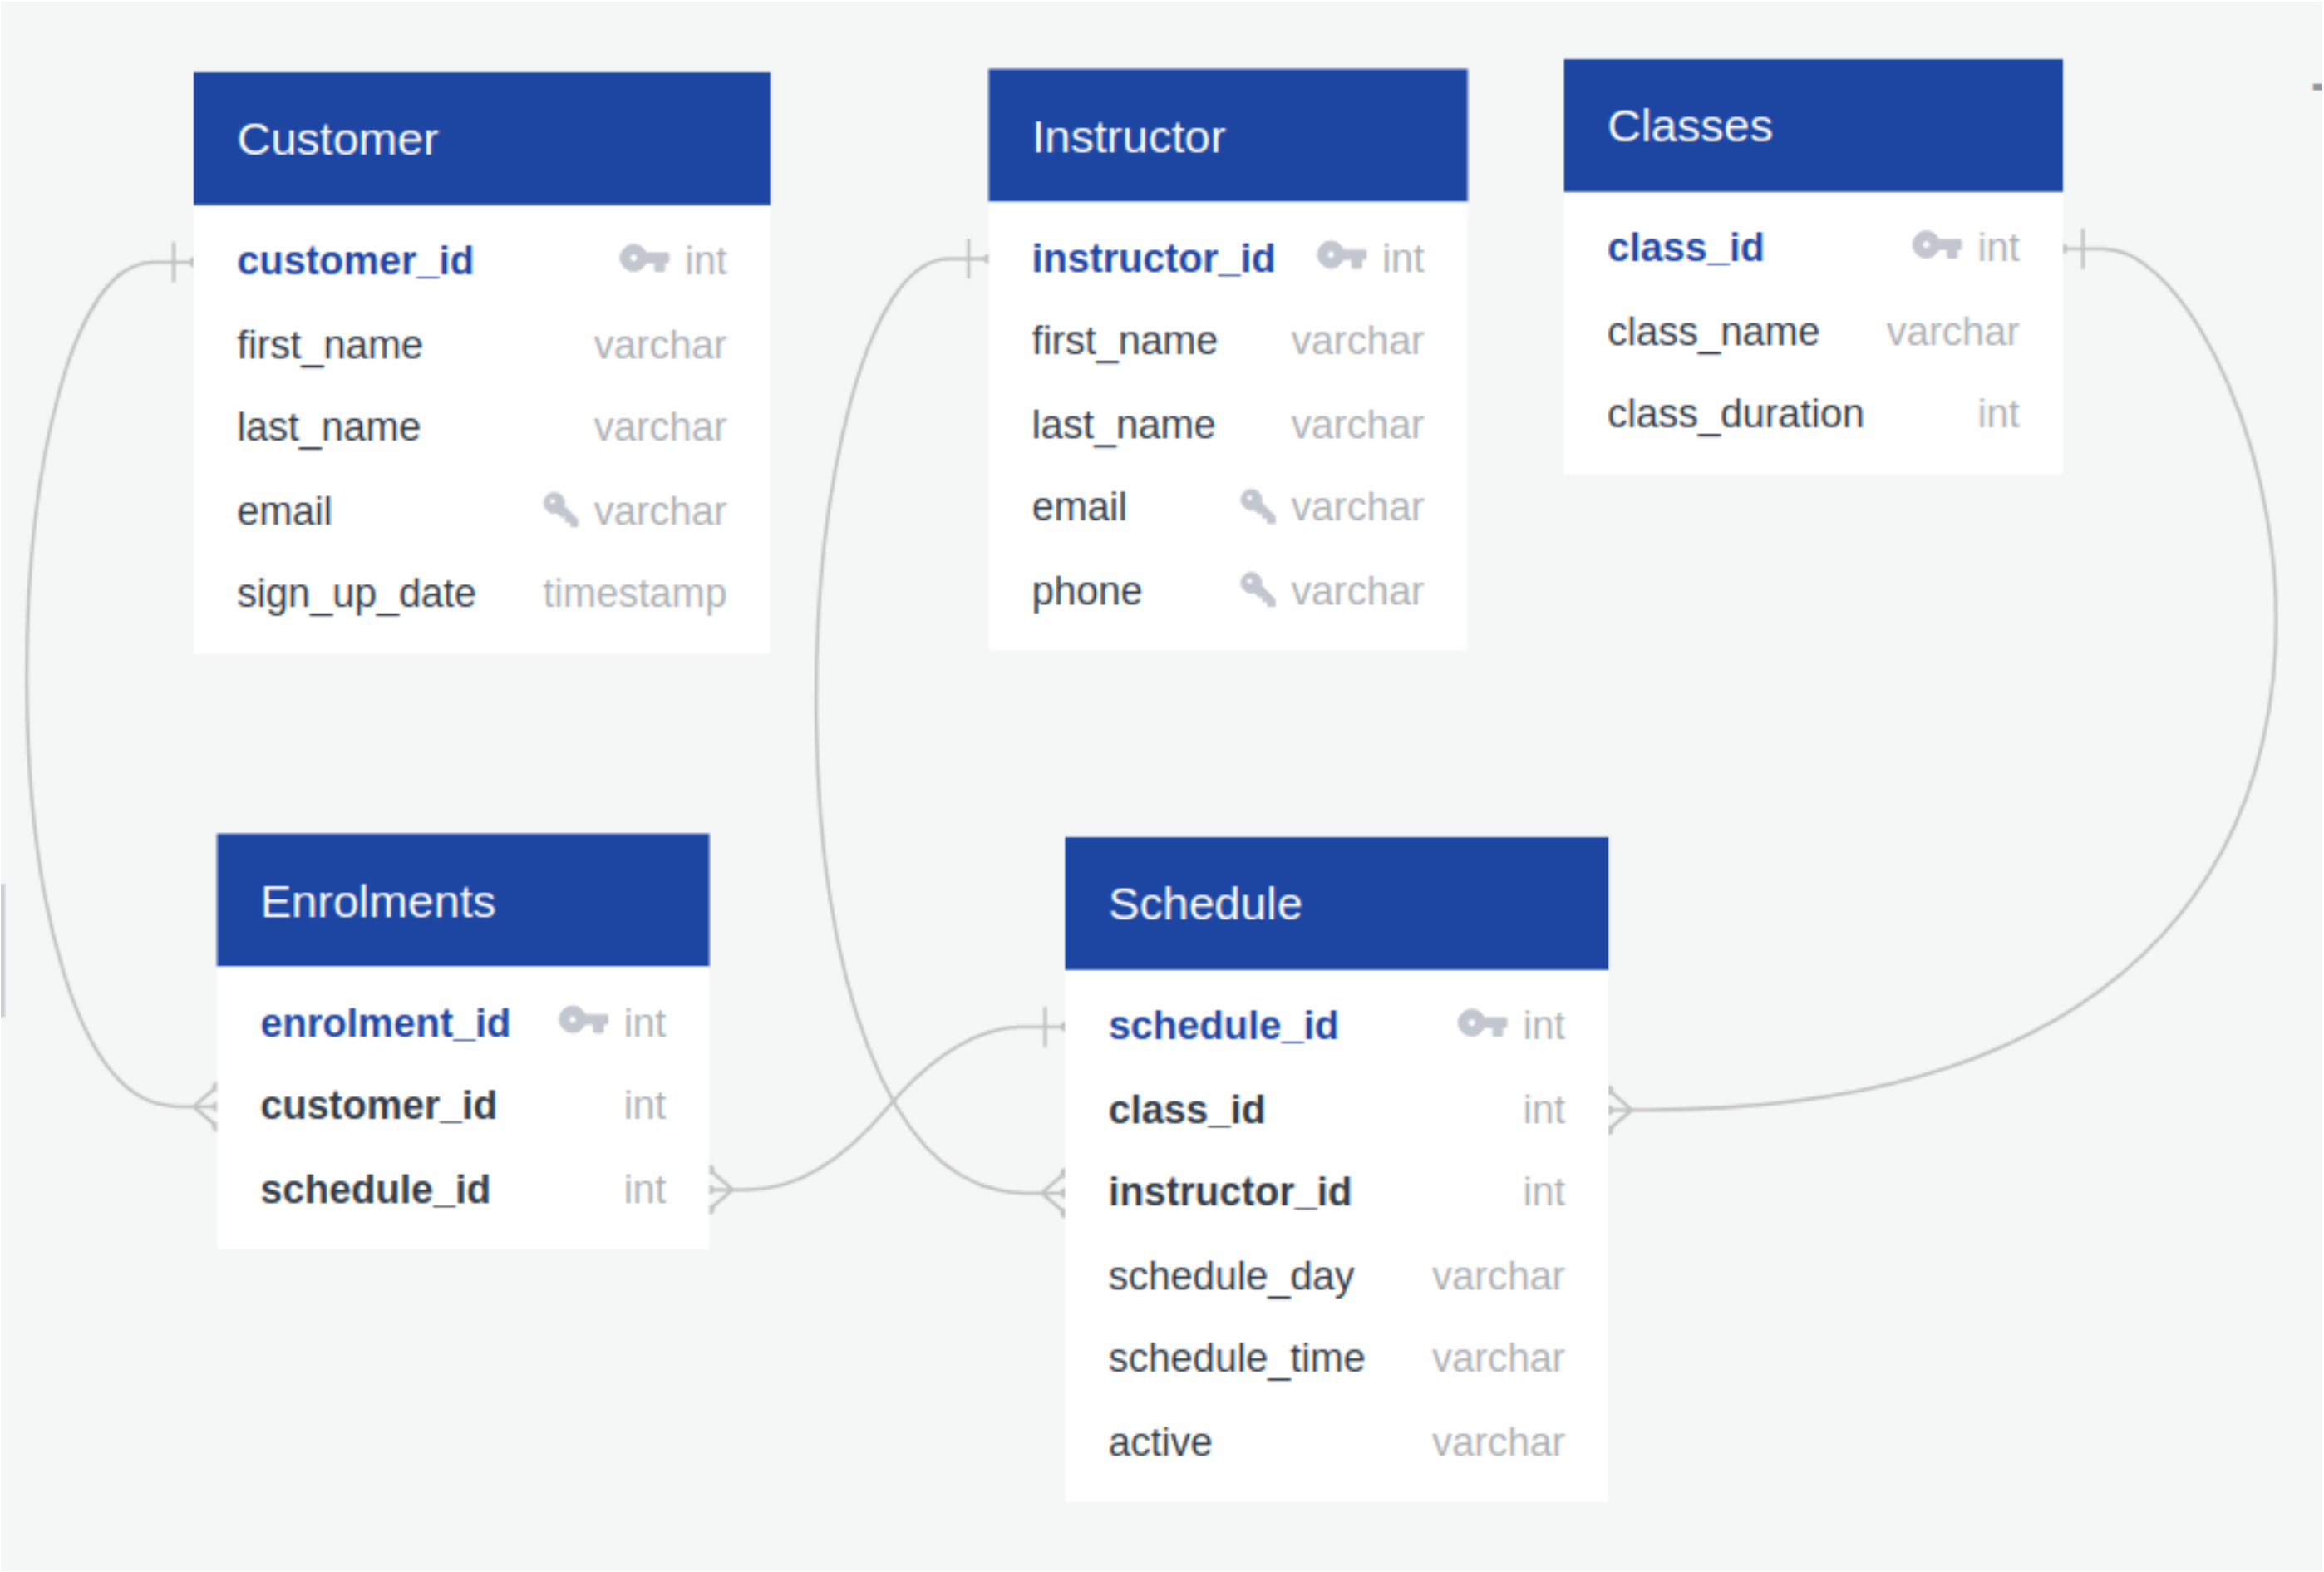 Customer
customer_id int
first_name varchar
last_name varchar
email varchar
sign_up_date timestamp
Instructor
instructor_id int
first_name varchar
last_name varchar
email varchar
phone varchar
Classes
class_id int
class_name varchar
class_duration int
Enrolments
enrolment_id int
customer_id int
schedule_id int
Schedule
schedule_id int
class_id int
instructor_id int
schedule_day varchar
schedule_time varchar
active varchar